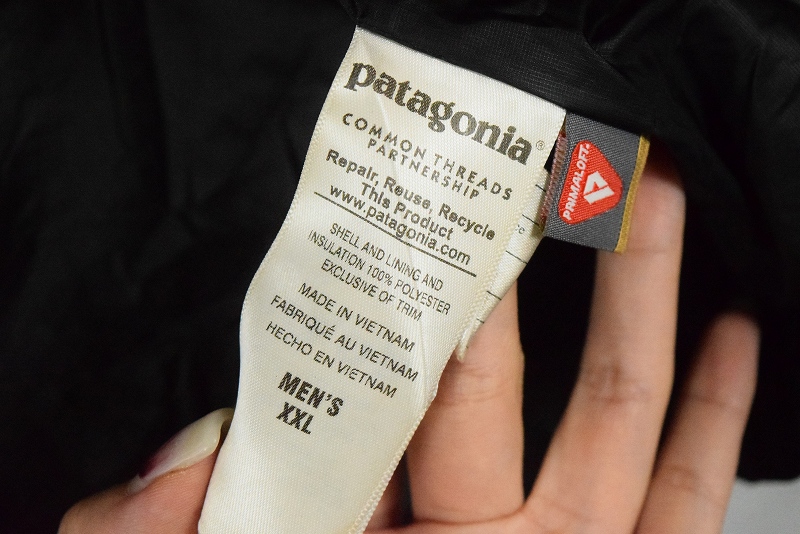 patagonia®
COMMON THREADS
PARTNERSHIP
Repair, Reuse, Recycle
This Product
www.patagonia.com
SHELL AND LINING AND
INSULATION 100% POLYESTER
EXCLUSIVE OF TRIM
MADE IN VIETNAM
FABRIQUÉ AU VIETNAM
HECHO EN VIETNAM
MEN'S
XXL
PRIMALOFT®